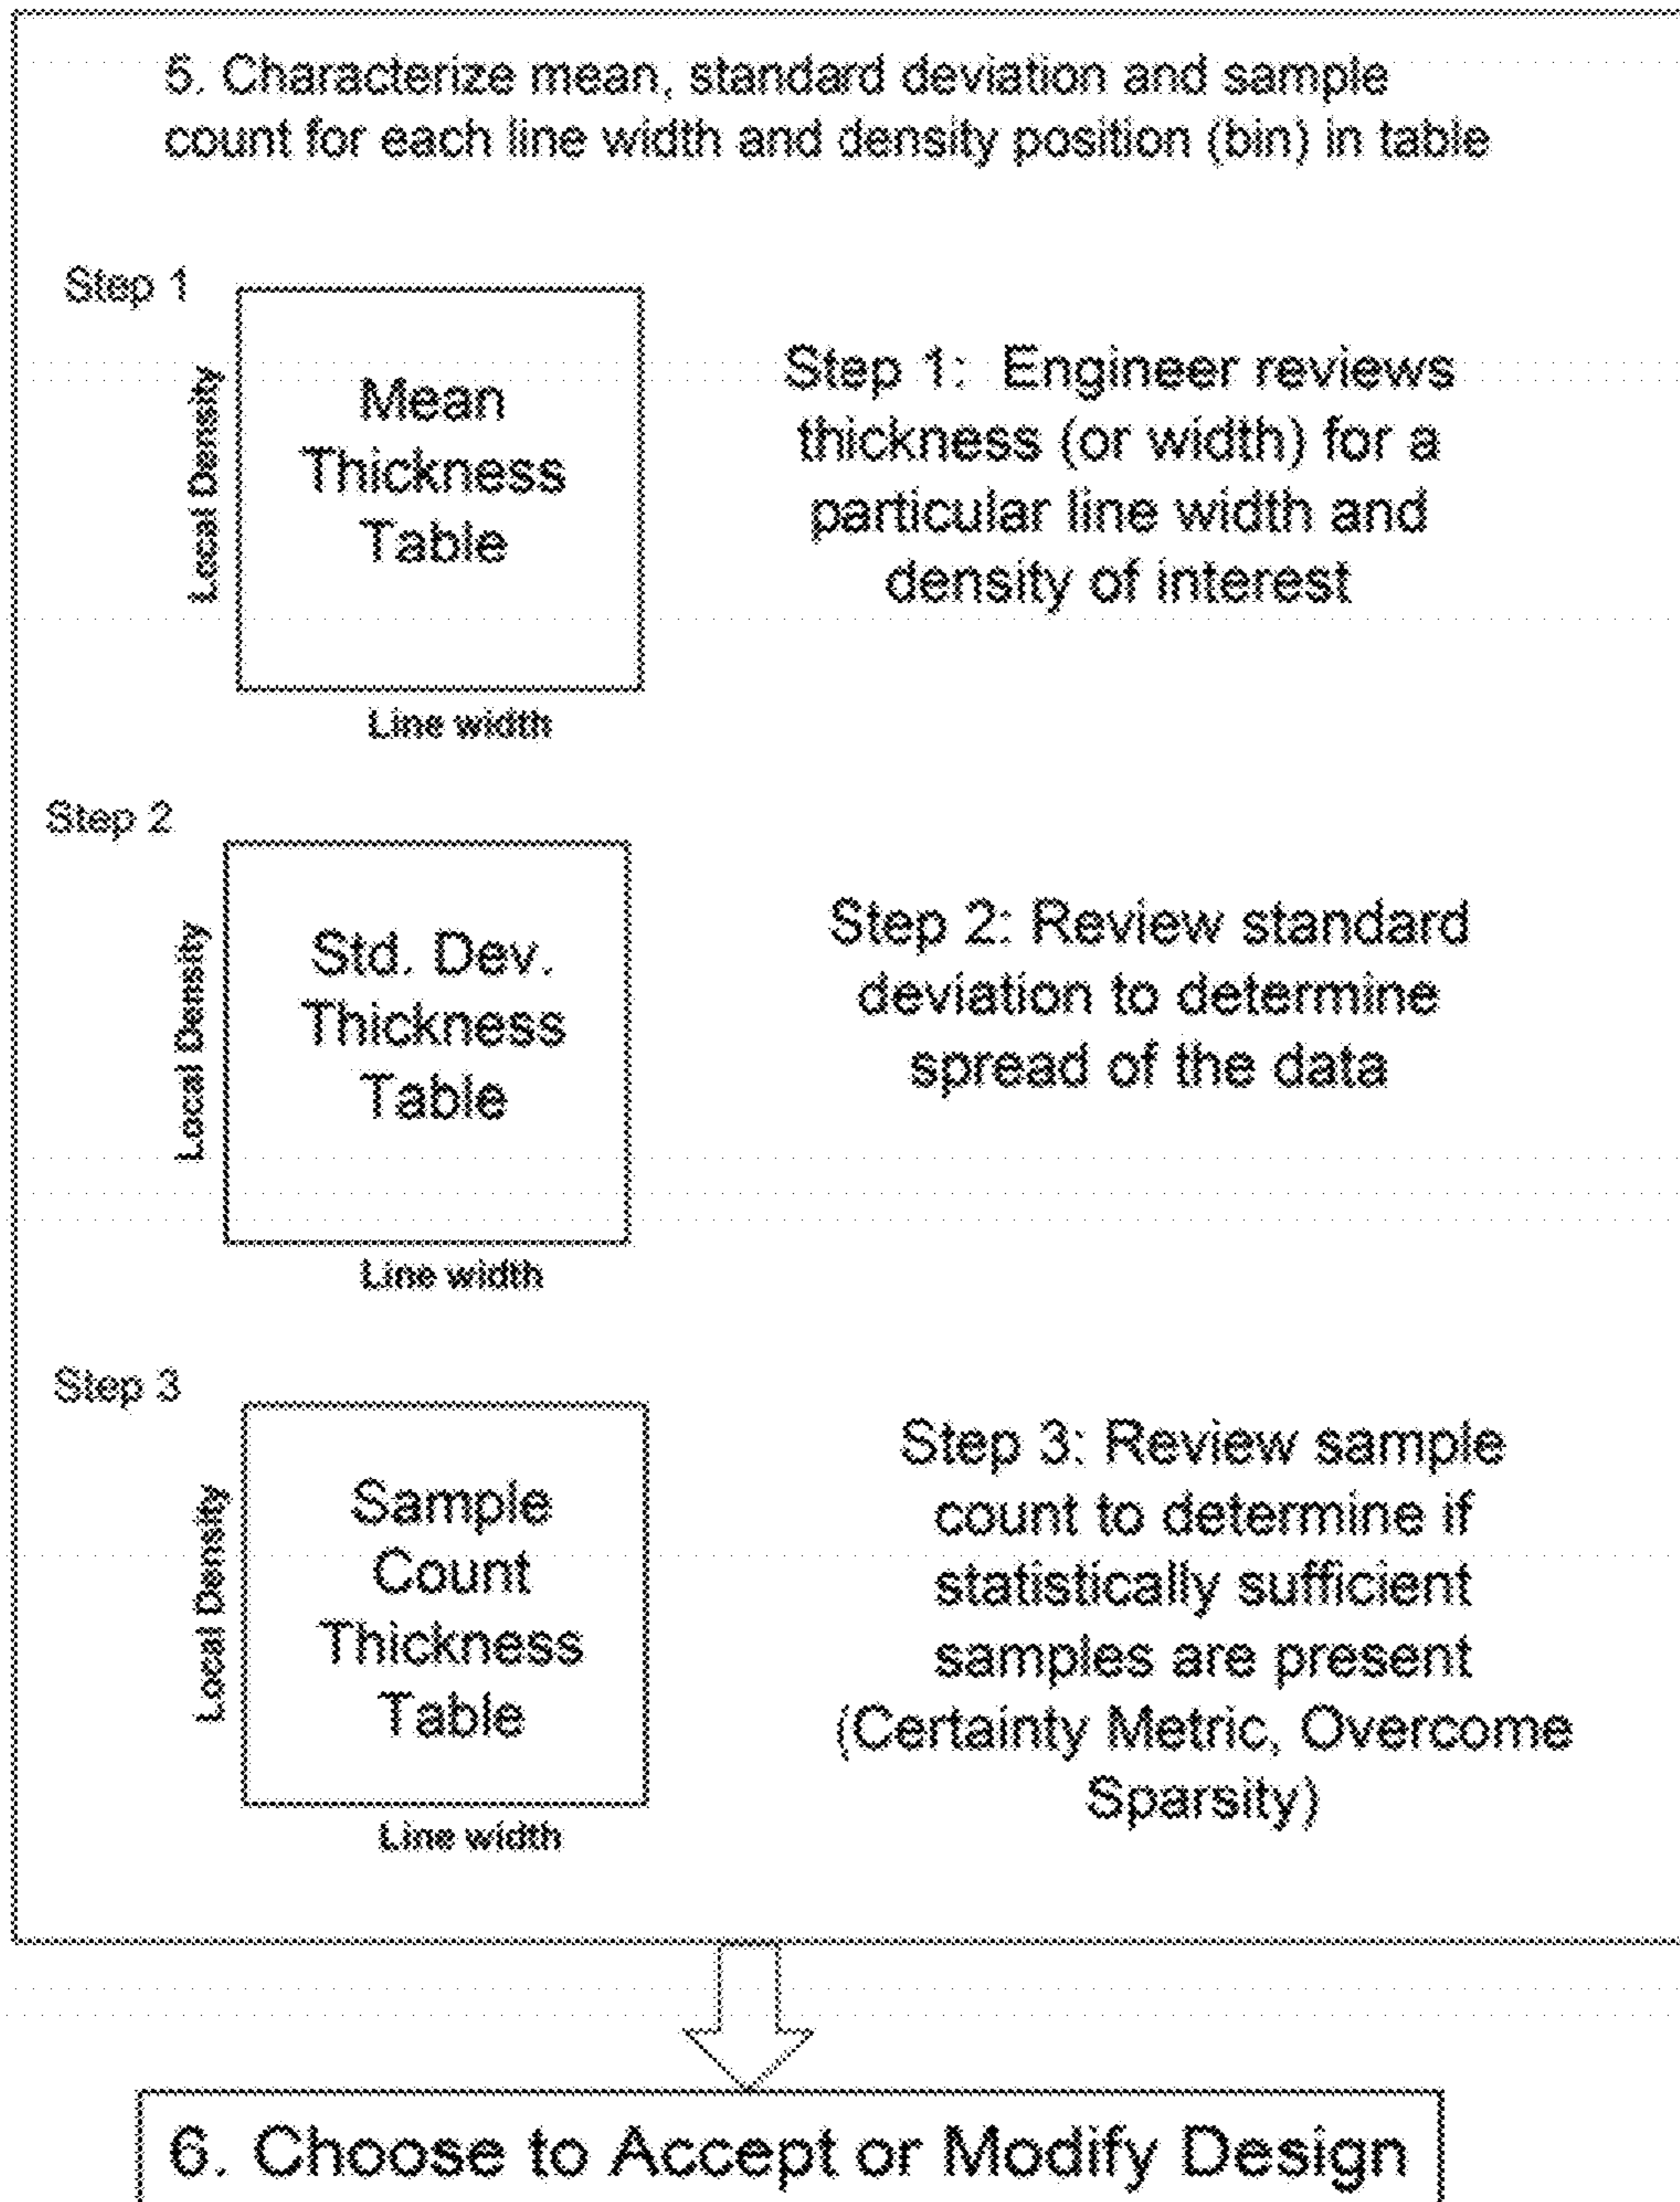 5. Characterize mean, standard deviation and sample
count for each line width and density position (bin) in table
Step 1
Local Density
Mean
Thickness
Table
Line width
Step 1: Engineer reviews
thickness (or width) for a
particular line width and
density of interest
Step 2
Local Density
Std. Dev.
Thickness
Table
Line width
Step 2: Review standard
deviation to determine
spread of the data
Step 3
Local Density
Sample
Count
Thickness
Table
Line width
Step 3: Review sample
count to determine if
statistically sufficient
samples are present
(Certainty Metric, Overcome
Sparsity)
6. Choose to Accept or Modify Design